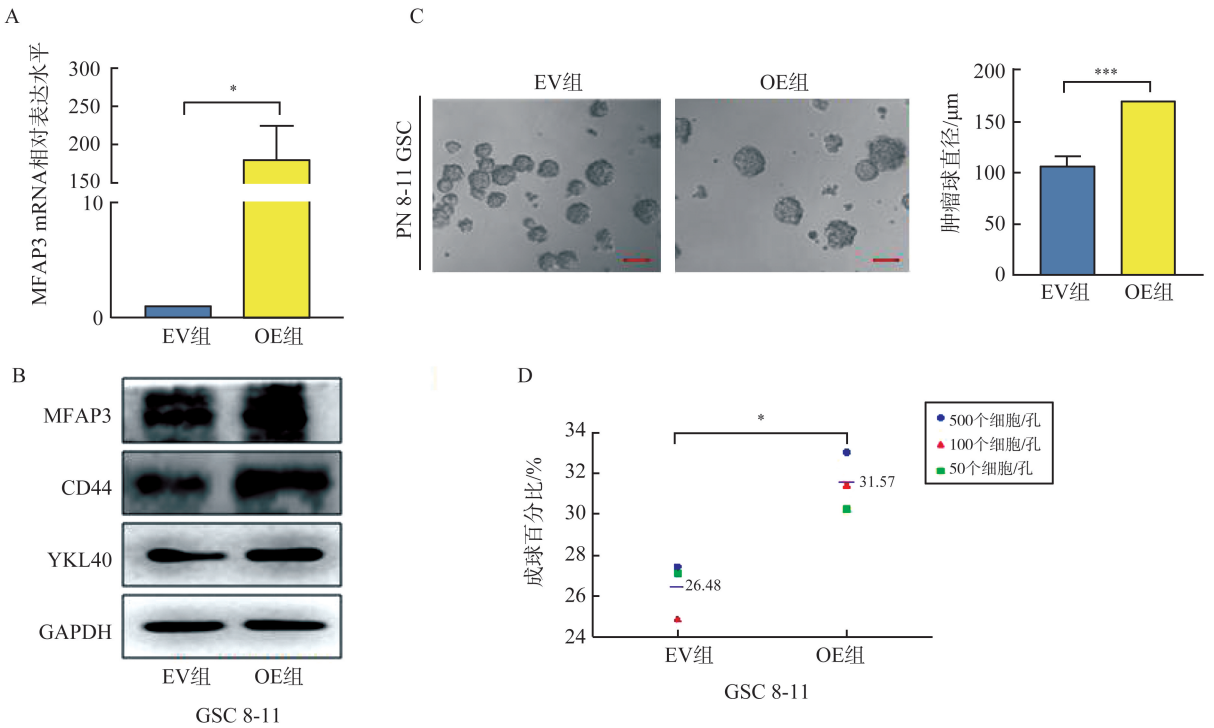 A
MFAP3 mRNA相对表达水平
300
250
200
150
10
0
*
EV组
OE组
B
MFAP3
CD44
YKL40
GAPDH
EV组
OE组
GSC 8-11
C
EV组
OE组
PN 8-11 GSC
肿瘤球直径/μm
200
150
100
50
0
***
EV组
OE组
D
成球百分比/%
34
32
30
28
26
24
*
26.48
31.57
EV组
OE组
GSC 8-11
500个细胞/孔
100个细胞/孔
50个细胞/孔